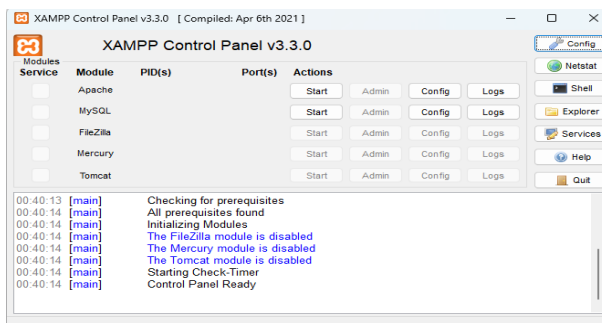 XAMPP Control Panel v3.3.0 [ Compiled: Apr 6th 2021 ]
XAMPP Control Panel v3.3.0
Config
Modules
Service Module PID(s) Port(s) Actions
Netstat
Apache Start Admin Config Logs
Shell
MySQL Start Admin Config Logs
Explorer
FileZilla Start Admin Config Logs
Services
Mercury Start Admin Config Logs
Help
Tomcat Start Admin Config Logs
Quit
00:40:13 [main] Checking for prerequisites
00:40:14 [main] All prerequisites found
00:40:14 [main] Initializing Modules
00:40:14 [main] The FileZilla module is disabled
00:40:14 [main] The Mercury module is disabled
00:40:14 [main] The Tomcat module is disabled
00:40:14 [main] Starting Check-Timer
00:40:14 [main] Control Panel Ready